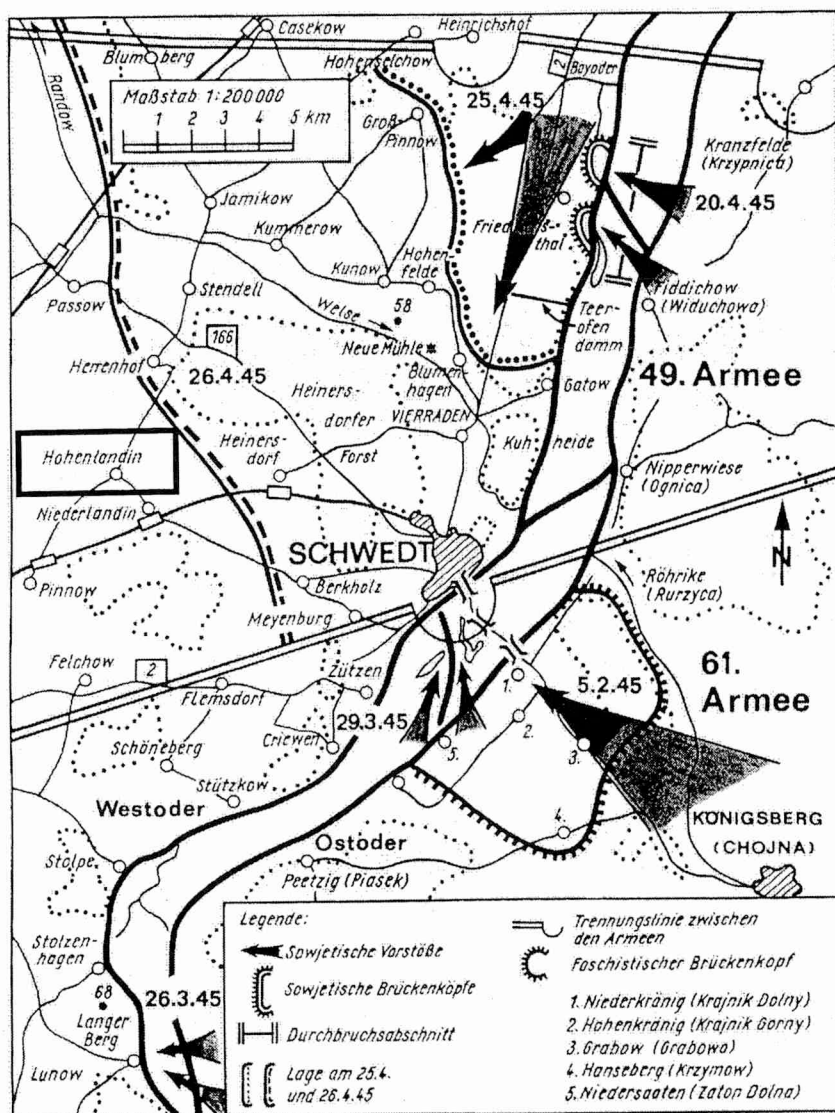 Casekow
Heinrichshof
Blumberg
Hohenselchow
Randow
2
Boyoder
Maßstab 1:200 000
1 2 3 4 5 km
25.4.45
Groß-
Pinnow
Kranzfelde
(Krzypnica)
Jamikow
20.4.45
Kummerow
Friedrichs-
thal
Hohen-
felde
Kunow
Fiddichow
(Widuchowa)
Passow
Stendell
Welse
58
Teer-
ofen
damm
166
Neue Mühle
Herrenhof
26.4.45
Blumen-
hagen
49. Armee
Gatow
Heiners-
dorfer
Forst
VIERRADEN
Kuhheide
Hohenlandin
Heiners-
dorf
Nipperwiese
(Ognica)
Niederlandin
N
SCHWEDT
Pinnow
Berkholz
Röhrike
(Rurzyca)
Meyenburg
Felchow
2
Zützen
61.
Armee
1.
5.2.45
Flemsdorf
29.3.45
2.
Criewen
5.
3.
Schöneberg
Stützkow
Westoder
4.
KÖNIGSBERG
(CHOJNA)
Ostoder
Stolpe
Peetzig (Piasek)
Stolzen-
hagen
68
26.3.45
Langer
Berg
Lunow
Legende:
Sowjetische Vorstöße
Sowjetische Brückenköpfe
Durchbruchsabschnitt
Lage am 25.4.
und 26.4.45
Trennungslinie zwischen
den Armeen
Faschistischer Brückenkopf
1. Niederkränig (Krajnik Dolny)
2. Hohenkränig (Krajnik Gorny)
3. Grabow (Grabowo)
4. Hanseberg (Krzymow)
5. Niedersaaten (Zaton Dolna)